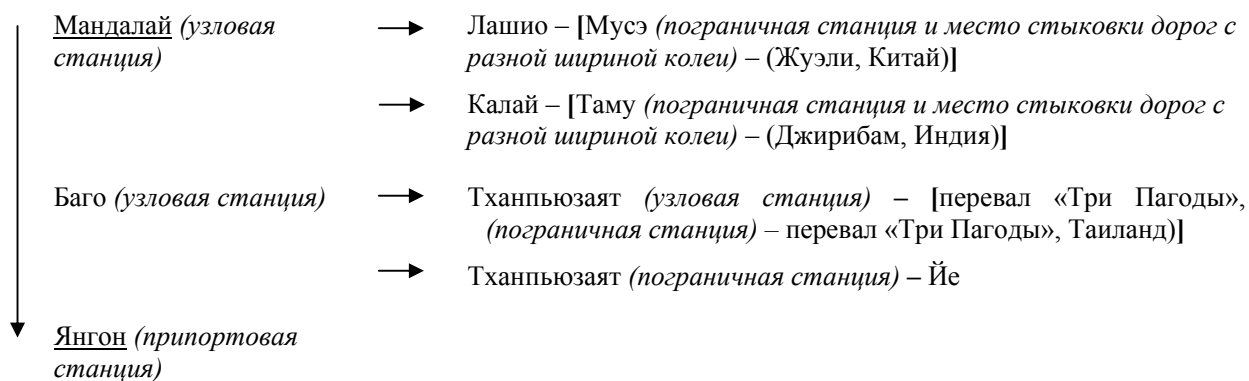 Мандалай (узловая станция)
Лашио – [Мусэ (пограничная станция и место стыковки дорог с
разной шириной колеи) – (Жуэли, Китай)]
Калай – [Таму (пограничная станция и место стыковки дорог с
разной шириной колеи) – (Джирибам, Индия)]
Баго (узловая станция)
Тханпьюзаят (узловая станция) – [перевал «Три Пагоды»,
(пограничная станция) – перевал «Три Пагоды», Таиланд)]
Тханпьюзаят (пограничная станция) – Йе
Янгон (припортовая
станция)